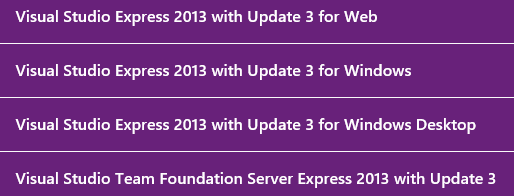 Visual Studio Express 2013 with Update 3 for Web
Visual Studio Express 2013 with Update 3 for Windows
Visual Studio Express 2013 with Update 3 for Windows Desktop
Visual Studio Team Foundation Server Express 2013 with Update 3